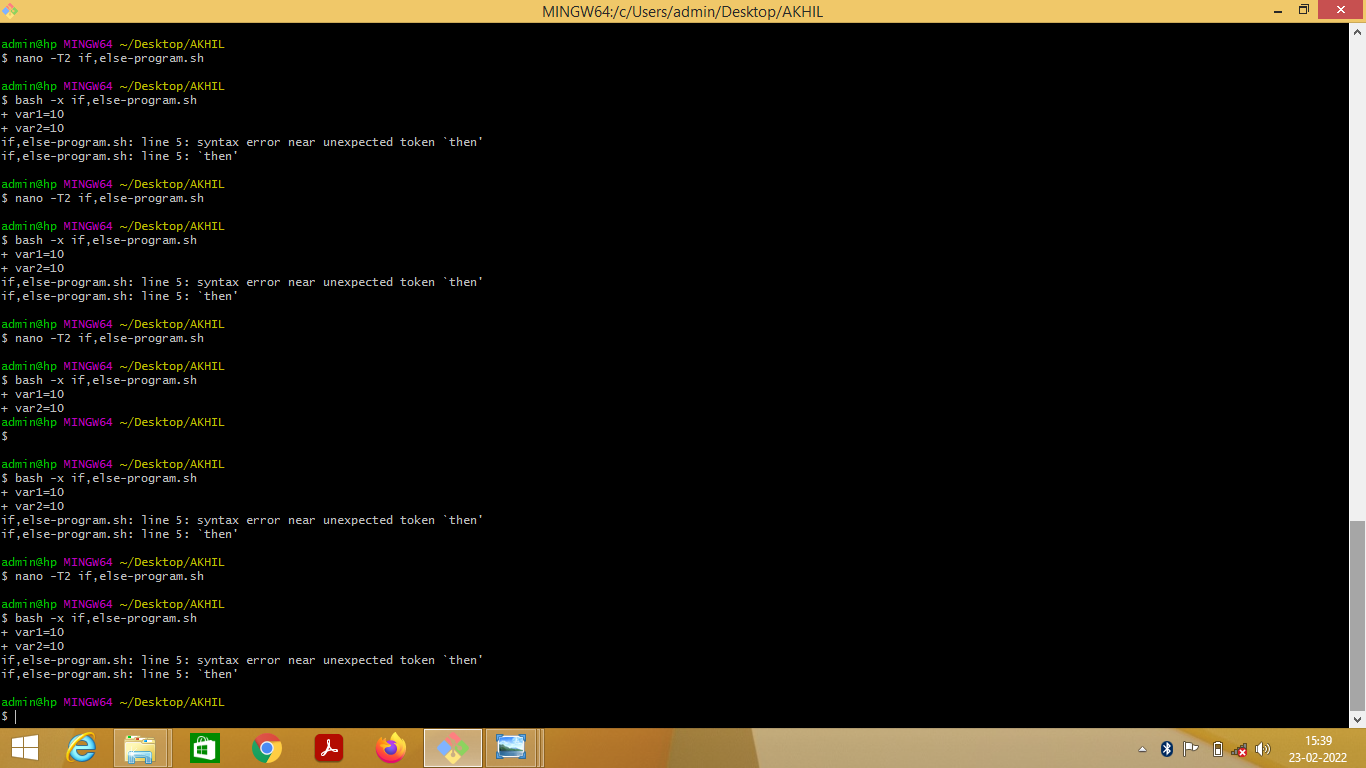 MINGW64:/c/Users/admin/Desktop/AKHIL
admin@hp MINGW64 ~/Desktop/AKHIL
$ nano -T2 if,else-program.sh
admin@hp MINGW64 ~/Desktop/AKHIL
$ bash -x if,else-program.sh
+ var1=10
+ var2=10
if,else-program.sh: line 5: syntax error near unexpected token `then'
if,else-program.sh: line 5: `then'
admin@hp MINGW64 ~/Desktop/AKHIL
$ nano -T2 if,else-program.sh
admin@hp MINGW64 ~/Desktop/AKHIL
$ bash -x if,else-program.sh
+ var1=10
+ var2=10
if,else-program.sh: line 5: syntax error near unexpected token `then'
if,else-program.sh: line 5: `then'
admin@hp MINGW64 ~/Desktop/AKHIL
$ nano -T2 if,else-program.sh
admin@hp MINGW64 ~/Desktop/AKHIL
$ bash -x if,else-program.sh
+ var1=10
+ var2=10
admin@hp MINGW64 ~/Desktop/AKHIL
$
admin@hp MINGW64 ~/Desktop/AKHIL
$ bash -x if,else-program.sh
+ var1=10
+ var2=10
if,else-program.sh: line 5: syntax error near unexpected token `then'
if,else-program.sh: line 5: `then'
admin@hp MINGW64 ~/Desktop/AKHIL
$ nano -T2 if,else-program.sh
admin@hp MINGW64 ~/Desktop/AKHIL
$ bash -x if,else-program.sh
+ var1=10
+ var2=10
if,else-program.sh: line 5: syntax error near unexpected token `then'
if,else-program.sh: line 5: `then'
admin@hp MINGW64 ~/Desktop/AKHIL
$
15:39
23-02-2022